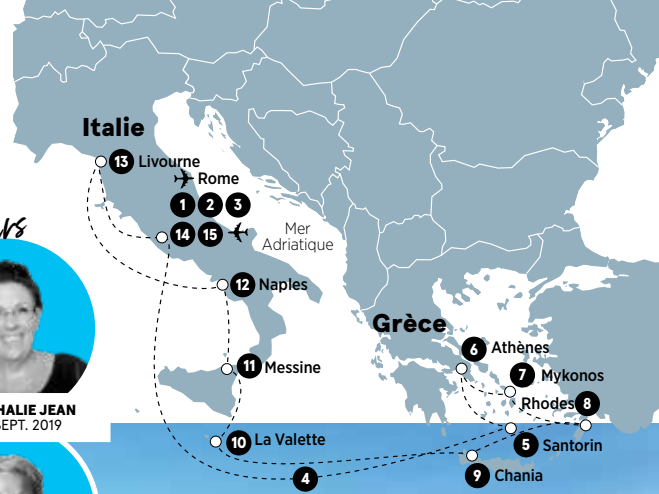 Italie
13 Livourne
Rome
1 2 3
14 15
Mer
Adriatique
12 Naples
Grèce
6 Athènes
11 Messine
7 Mykonos
Rhodes 8
HALIE JEAN
SEPT. 2019
10 La Valette
5 Santorin
4
9 Chania